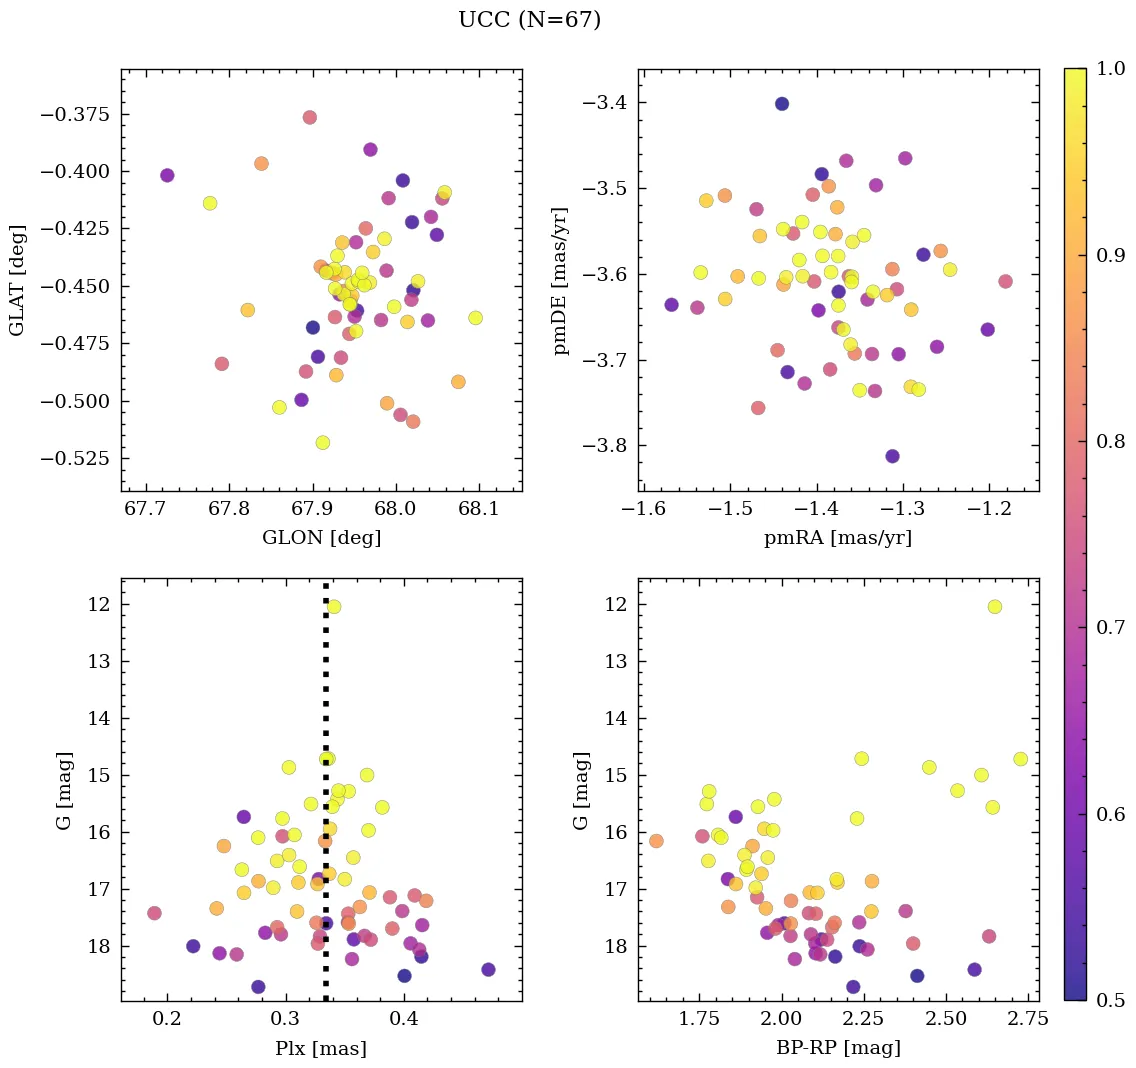 UCC (N=67)
−0.375
−0.400
−0.425
−0.450
−0.475
−0.500
−0.525
GLAT [deg]
67.7 67.8 67.9 68.0 68.1
GLON [deg]
−3.4
−3.5
−3.6
−3.7
−3.8
pmDE [mas/yr]
−1.6 −1.5 −1.4 −1.3 −1.2
pmRA [mas/yr]
12
13
14
15
16
17
18
G [mag]
0.2 0.3 0.4
Plx [mas]
12
13
14
15
16
17
18
G [mag]
1.75 2.00 2.25 2.50 2.75
BP-RP [mag]
1.0
0.9
0.8
0.7
0.6
0.5